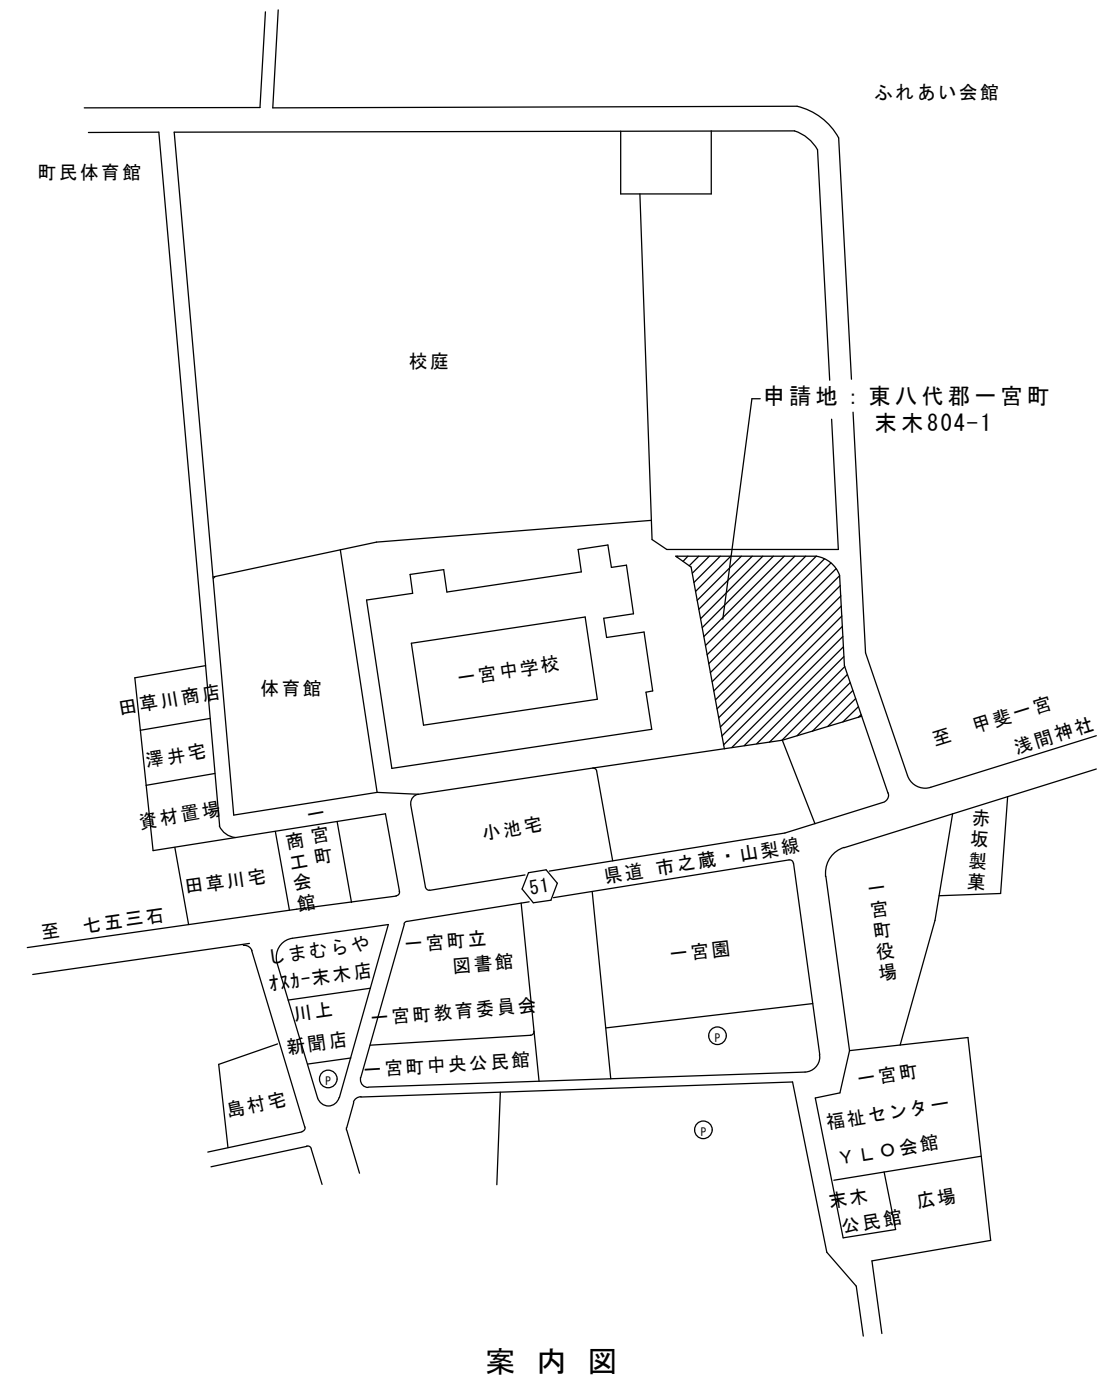 ふれあい会館
町民体育館
校庭
申請地：東八代郡一宮町
末木804-1
一宮中学校
体育館
田草川商店
澤井宅
資材置場
至 甲斐一宮
浅間神社
一宮町
商工会館
小池宅
県道 市之蔵・山梨線
51
赤坂製菓
田草川宅
至 七五三石
一宮町役場
しまむらや
ｵｽｶｰ末木店
一宮町立
図書館
一宮園
川上
新聞店
一宮町教育委員会
P
一宮町中央公民館
P
島村宅
P
一宮町
福祉センター
ＹＬＯ会館
末木
公民館
広場
案内図